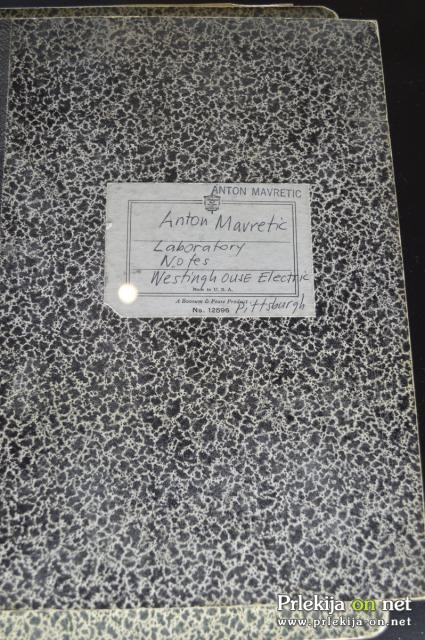 ANTON MAVRETIC
Anton Mavretic
Laboratory
Notes
Westinghouse Electric
Made in U. S. A.
A Boorum & Pease Product
No. 12596 Pittsburgh
Prlekija on net
www.prlekija-on.net